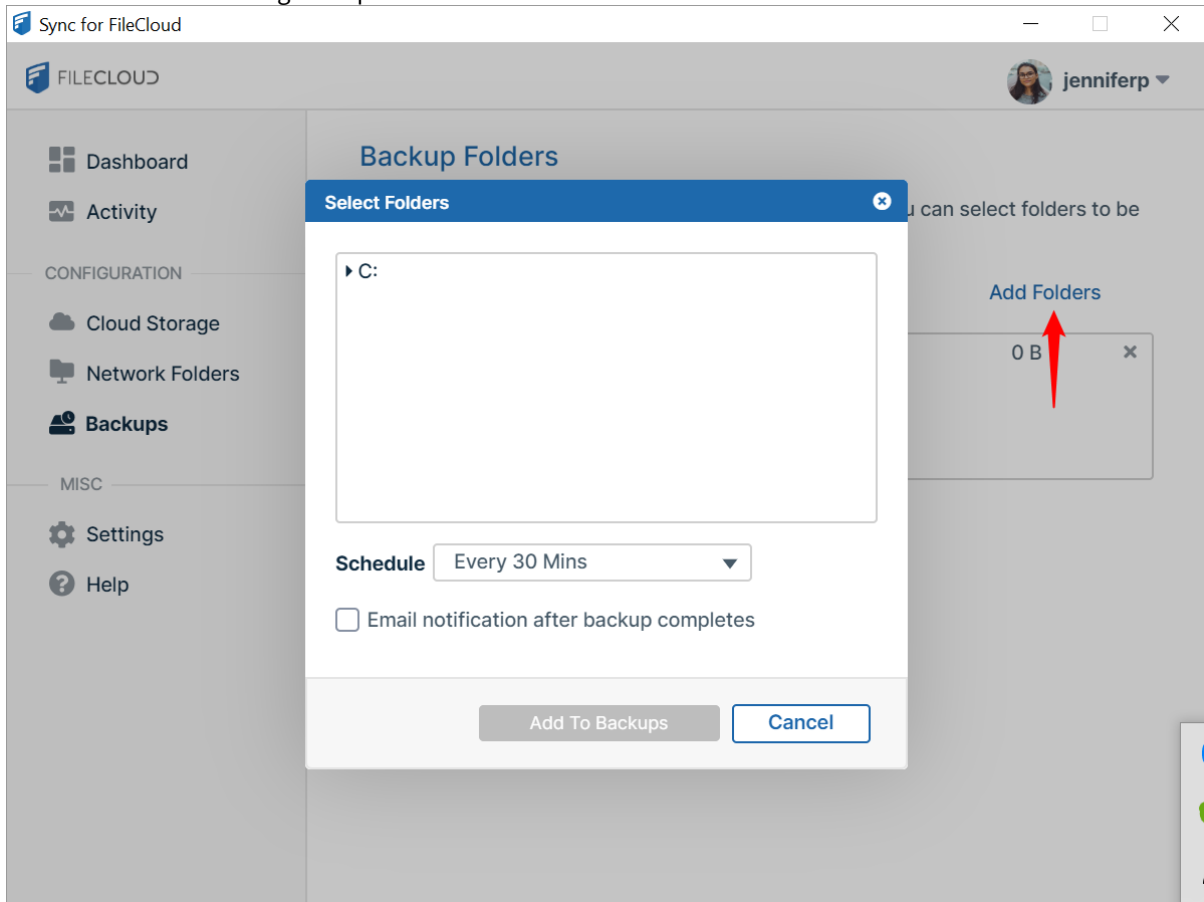 Sync for FileCloud
FILECLOUD
jenniferp
Dashboard
Activity
CONFIGURATION
Cloud Storage
Network Folders
Backups
MISC
Settings
Help
Backup Folders
can select folders to be
Add Folders
0 B
Select Folders
C:
Schedule Every 30 Mins
Email notification after backup completes
Add To Backups Cancel